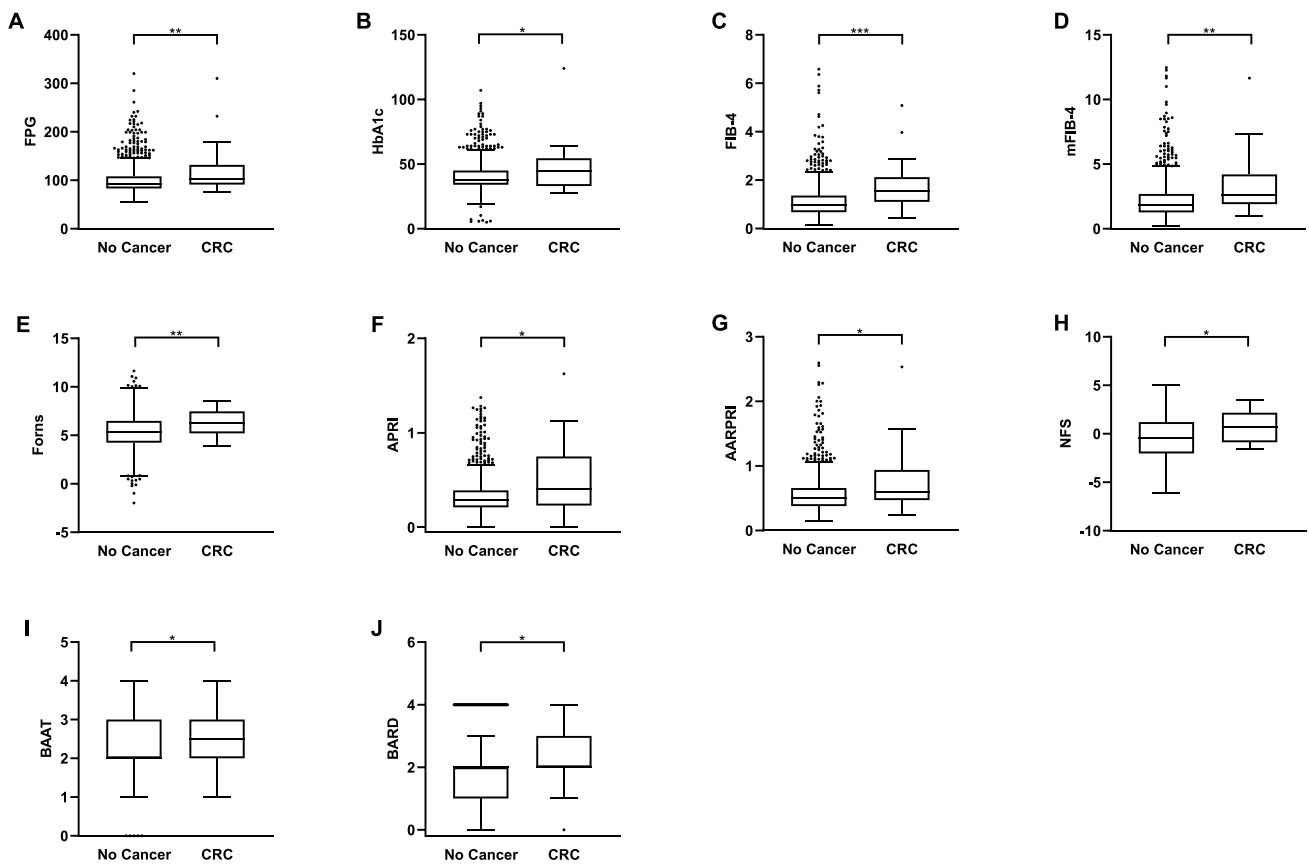 A
FPG
400
300
200
100
0
**
No Cancer CRC
B
HbA1c
150
100
50
0
*
No Cancer CRC
C
FIB-4
8
6
4
2
0
***
No Cancer CRC
D
mFIB-4
15
10
5
0
**
No Cancer CRC
E
Forns
15
10
5
0
-5
**
No Cancer CRC
F
APRI
2
1
0
*
No Cancer CRC
G
AARPRI
3
2
1
0
*
No Cancer CRC
H
NFS
10
5
0
-5
-10
*
No Cancer CRC
I
BAAT
5
4
3
2
1
0
*
No Cancer CRC
J
BARD
6
4
2
0
*
No Cancer CRC